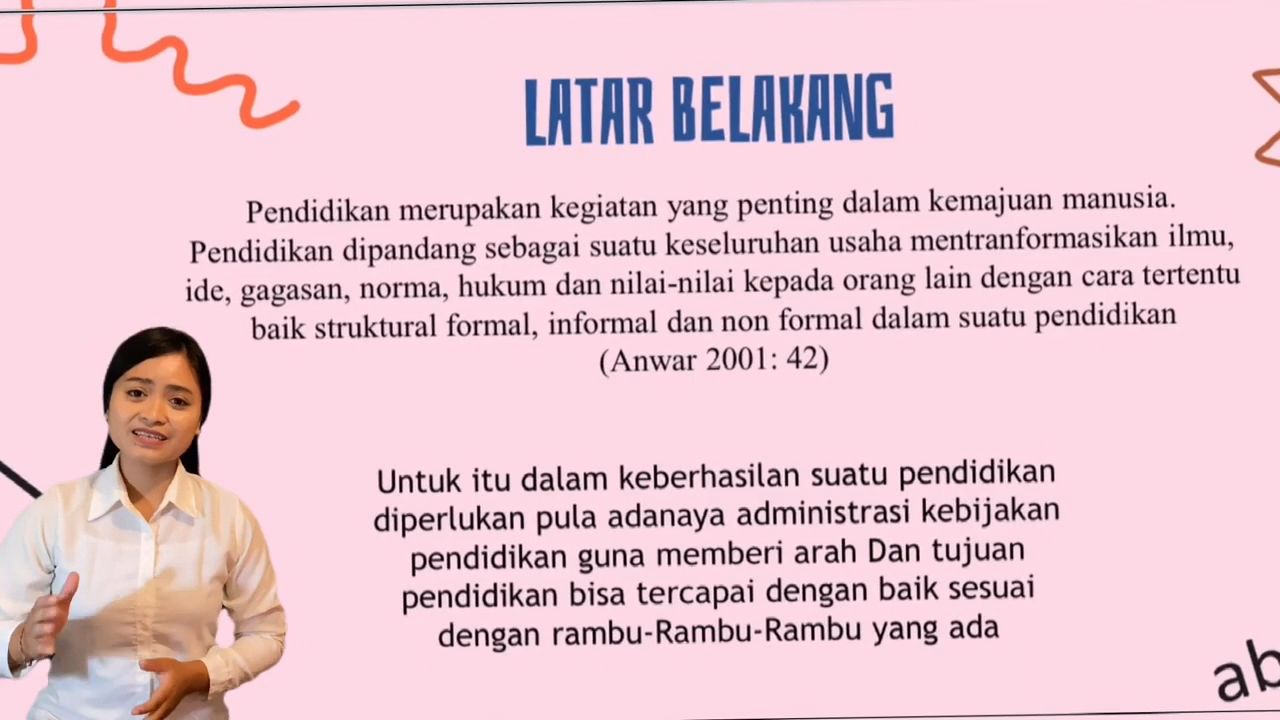 LATAR BELAKANG
Pendidikan merupakan kegiatan yang penting dalam kemajuan manusia.
Pendidikan dipandang sebagai suatu keseluruhan usaha mentranformasikan ilmu,
ide, gagasan, norma, hukum dan nilai-nilai kepada orang lain dengan cara tertentu
baik struktural formal, informal dan non formal dalam suatu pendidikan
(Anwar 2001: 42)
Untuk itu dalam keberhasilan suatu pendidikan
diperlukan pula adanaya administrasi kebijakan
pendidikan guna memberi arah Dan tujuan
pendidikan bisa tercapai dengan baik sesuai
dengan rambu-Rambu-Rambu yang ada